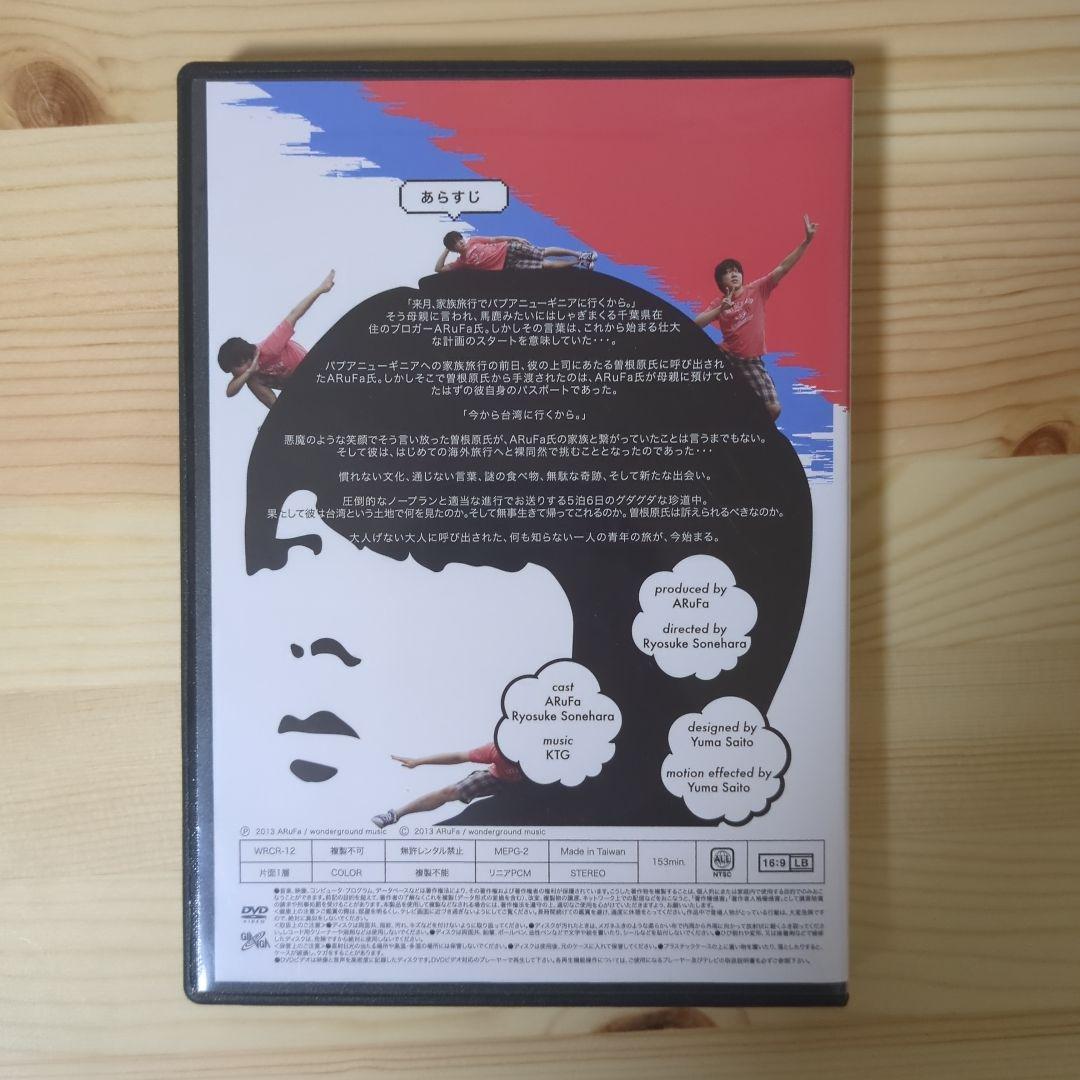 あらすじ
「来月、家族旅行でパプアニューギニアに行くから。」
そう母親に言われ、馬鹿みたいにはしゃぎまくる千葉県在
住のブロガーARuFa氏。しかしその言葉は、これから始まる壮大
な計画のスタートを意味していた・・・。
パプアニューギニアへの家族旅行の前日、彼の上司にあたる曽根原氏に呼び出され
たARuFa氏。しかしそこで曽根原氏から手渡されたのは、ARuFa氏が母親に預けてい
たはずの彼自身のパスポートであった。
「今から台湾に行くから。」
悪魔のような笑顔でそう言い放った曽根原氏が、ARuFa氏の家族と繋がっていたことは言うまでもない。
そして彼は、はじめての海外旅行へと裸同然で挑むこととなったのであった・・・
慣れない文化、通じない言葉、謎の食べ物、無駄な奇跡、そして新たな出会い。
圧倒的なノープランと適当な進行でお送りする5泊6日のグダグダな珍道中。
果たして彼は台湾という土地で何を見たのか。そして無事生きて帰ってこれるのか。曽根原氏は訴えられるべきなのか。
大人げない大人に呼び出された、何も知らない一人の青年の旅が、今始まる。
produced by
ARuFa
directed by
Ryosuke Sonehara
cast
ARuFa
Ryosuke Sonehara
music
KTG
designed by
Yuma Saito
motion effected by
Yuma Saito
Ⓟ 2013 ARuFa / wonderground music Ⓒ 2013 ARuFa / wonderground music
WRCR-12 複製不可 無許レンタル禁止 MEPG-2 Made in Taiwan 153min. ALL NTSC 16:9 LB
片面1層 COLOR 複製不能 リニアPCM STEREO
DVD
VIDEO